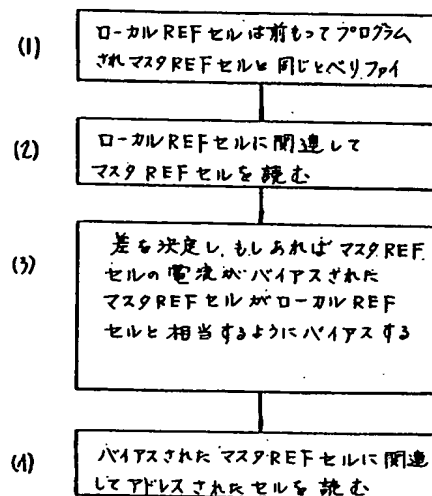 (1)
ローカルREFセルは前もってプログラム
されマスタREFセルと同じとベリファイ
(2)
ローカルREFセルに関連して
マスタREFセルを読む
(3)
差を決定し、もしあればマスタREF
セルの電流がバイアスされた
マスタREFセルがローカルREF
セルと相当するようにバイアスする
(4)
バイアスされたマスタREFセルに関連
してアドレスされたセルを読む